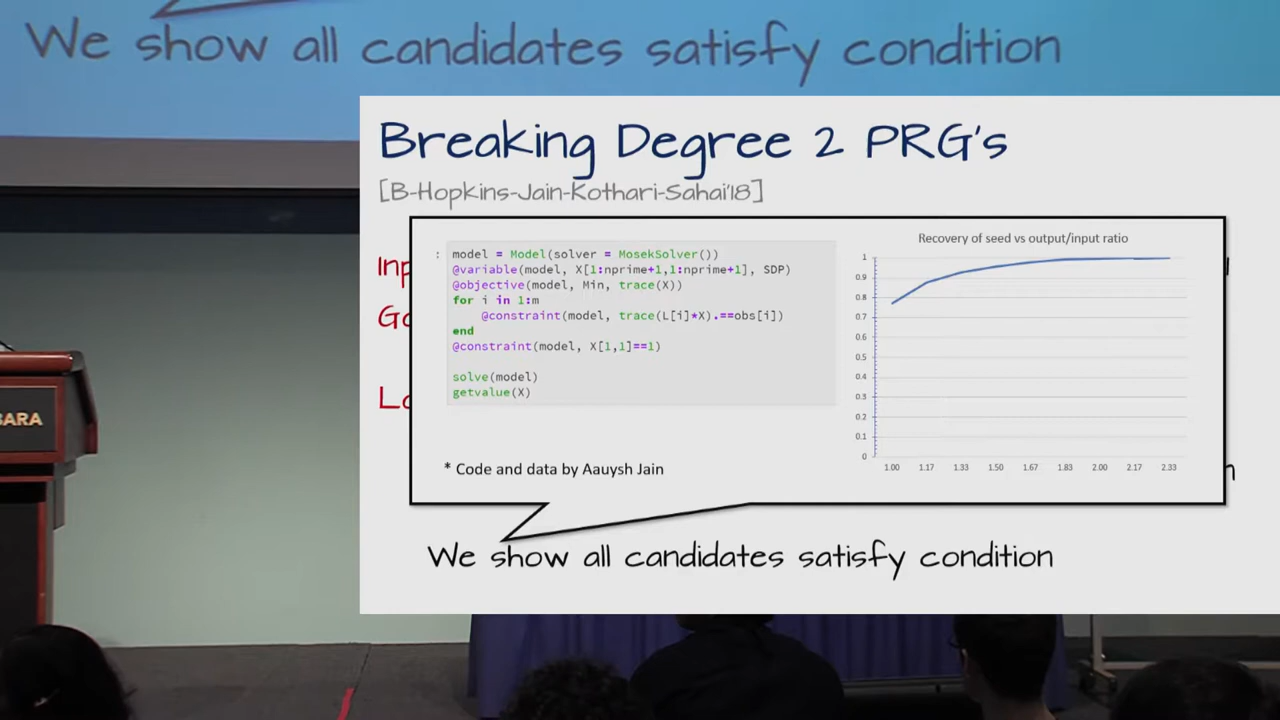 We show all candidates satisfy condition
Breaking Degree 2 PRG's
[B-Hopkins-Jain-Kothari-Sahai'18]
: model = Model(solver = MosekSolver())
@variable(model, X[1:nprime+1,1:nprime+1], SDP)
@objective(model, Min, trace(X))
for i in 1:m
@constraint(model, trace(L[i]*X).==obs[i])
end
@constraint(model, X[1,1]==1)
solve(model)
getvalue(X)
* Code and data by Aauysh Jain
Recovery of seed vs output/input ratio
1
0.9
0.8
0.7
0.6
0.5
0.4
0.3
0.2
0.1
0
1.00 1.17 1.33 1.50 1.67 1.83 2.00 2.17 2.33
We show all candidates satisfy condition